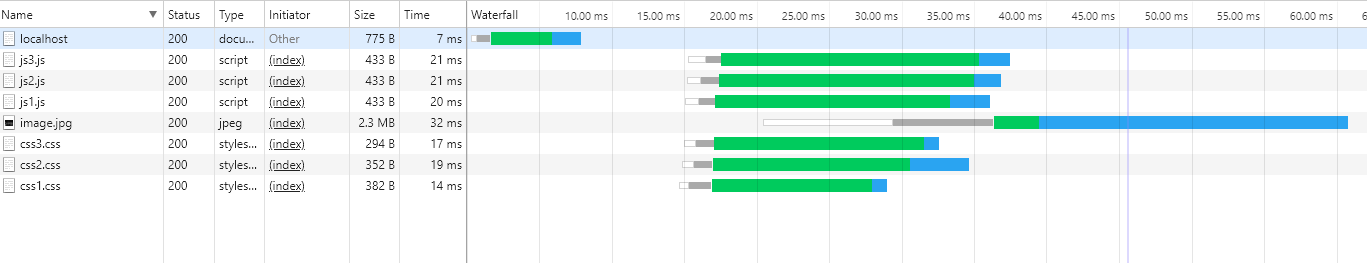 Name Status Type Initiator Size Time Waterfall 10.00 ms 15.00 ms 20.00 ms 25.00 ms 30.00 ms 35.00 ms 40.00 ms 45.00 ms 50.00 ms 55.00 ms 60.00 ms 6
localhost 200 docu... Other 775 B 7 ms
js3.js 200 script (index) 433 B 21 ms
js2.js 200 script (index) 433 B 21 ms
js1.js 200 script (index) 433 B 20 ms
image.jpg 200 jpeg (index) 2.3 MB 32 ms
css3.css 200 styles... (index) 294 B 17 ms
css2.css 200 styles... (index) 352 B 19 ms
css1.css 200 styles... (index) 382 B 14 ms